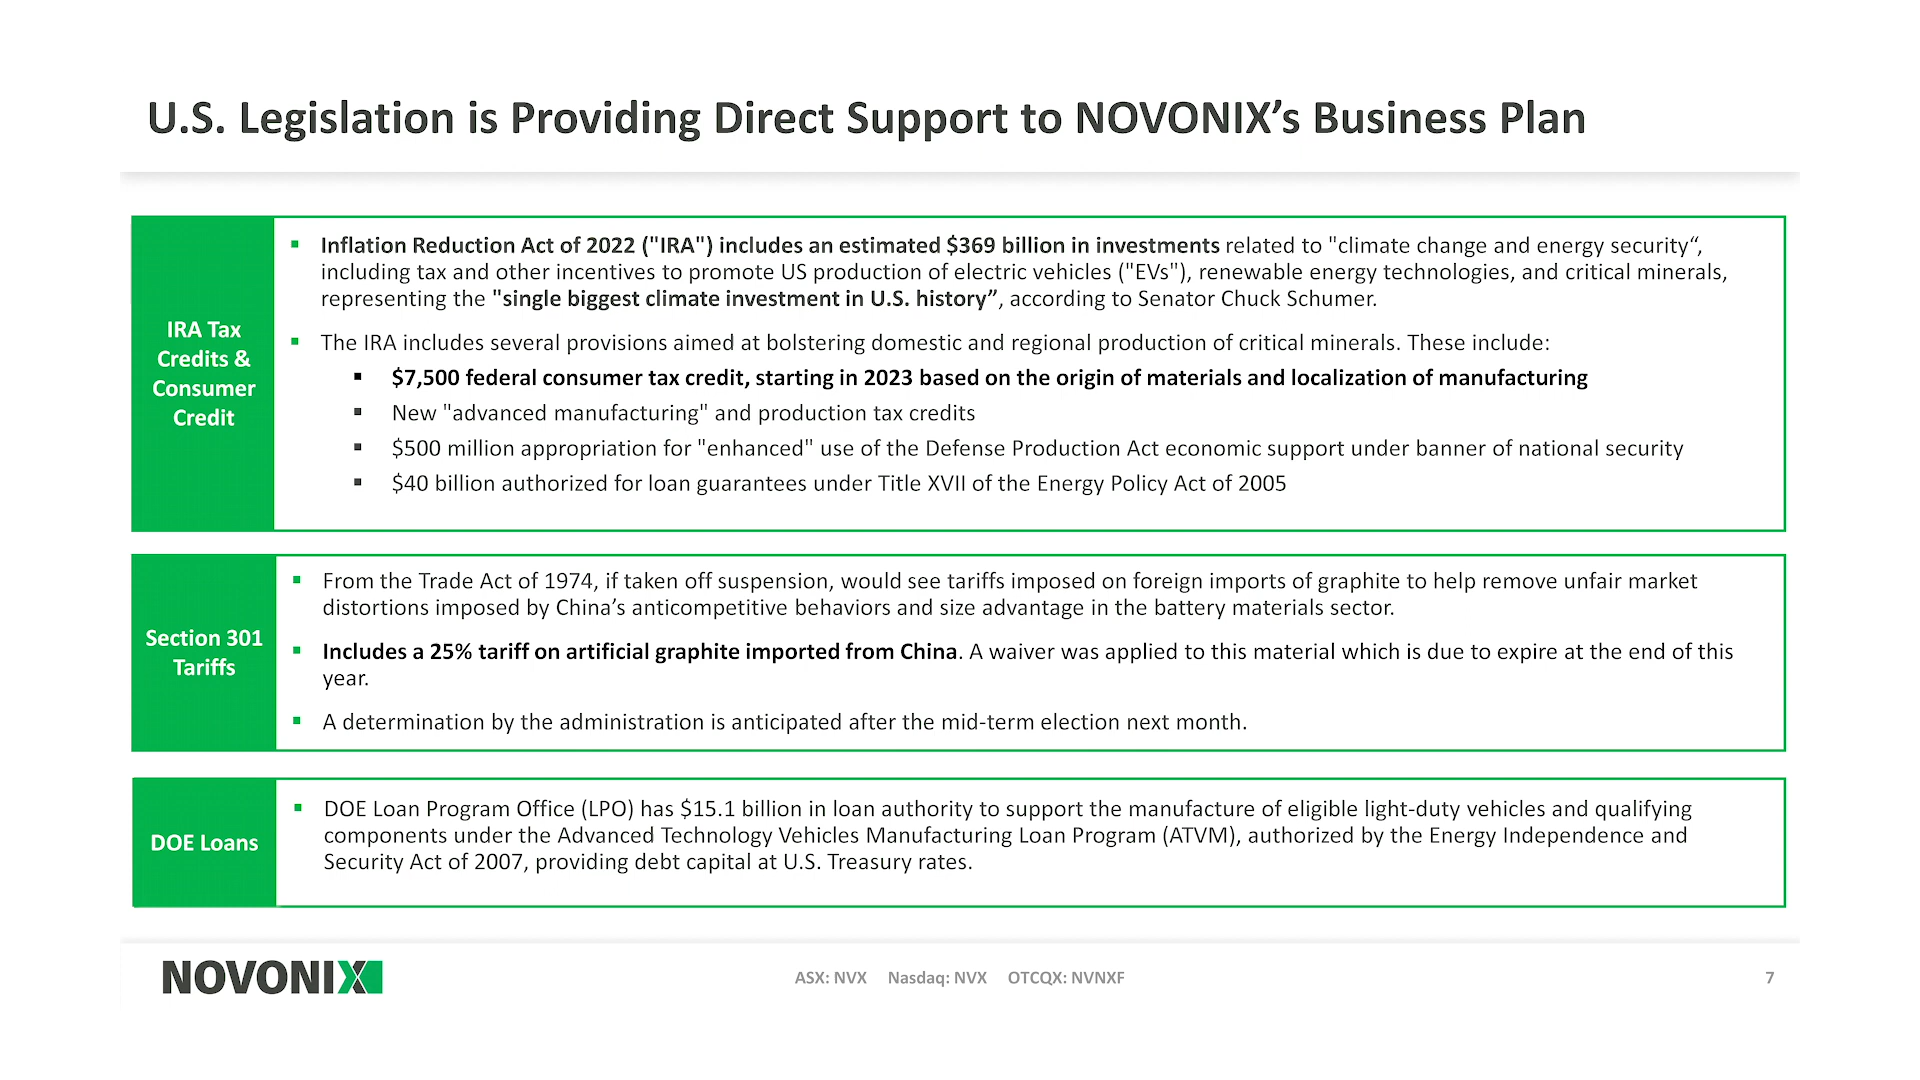 U.S. Legislation is Providing Direct Support to NOVONIX’s Business Plan
IRA Tax
Credits &
Consumer
Credit
▪ Inflation Reduction Act of 2022 ("IRA") includes an estimated $369 billion in investments related to "climate change and energy security“,
including tax and other incentives to promote US production of electric vehicles ("EVs"), renewable energy technologies, and critical minerals,
representing the "single biggest climate investment in U.S. history”, according to Senator Chuck Schumer.
▪ The IRA includes several provisions aimed at bolstering domestic and regional production of critical minerals. These include:
▪ $7,500 federal consumer tax credit, starting in 2023 based on the origin of materials and localization of manufacturing
▪ New "advanced manufacturing" and production tax credits
▪ $500 million appropriation for "enhanced" use of the Defense Production Act economic support under banner of national security
▪ $40 billion authorized for loan guarantees under Title XVII of the Energy Policy Act of 2005
Section 301
Tariffs
▪ From the Trade Act of 1974, if taken off suspension, would see tariffs imposed on foreign imports of graphite to help remove unfair market
distortions imposed by China’s anticompetitive behaviors and size advantage in the battery materials sector.
▪ Includes a 25% tariff on artificial graphite imported from China. A waiver was applied to this material which is due to expire at the end of this
year.
▪ A determination by the administration is anticipated after the mid-term election next month.
DOE Loans
▪ DOE Loan Program Office (LPO) has $15.1 billion in loan authority to support the manufacture of eligible light-duty vehicles and qualifying
components under the Advanced Technology Vehicles Manufacturing Loan Program (ATVM), authorized by the Energy Independence and
Security Act of 2007, providing debt capital at U.S. Treasury rates.
NOVONIX
ASX: NVX Nasdaq: NVX OTCQX: NVNXF
7